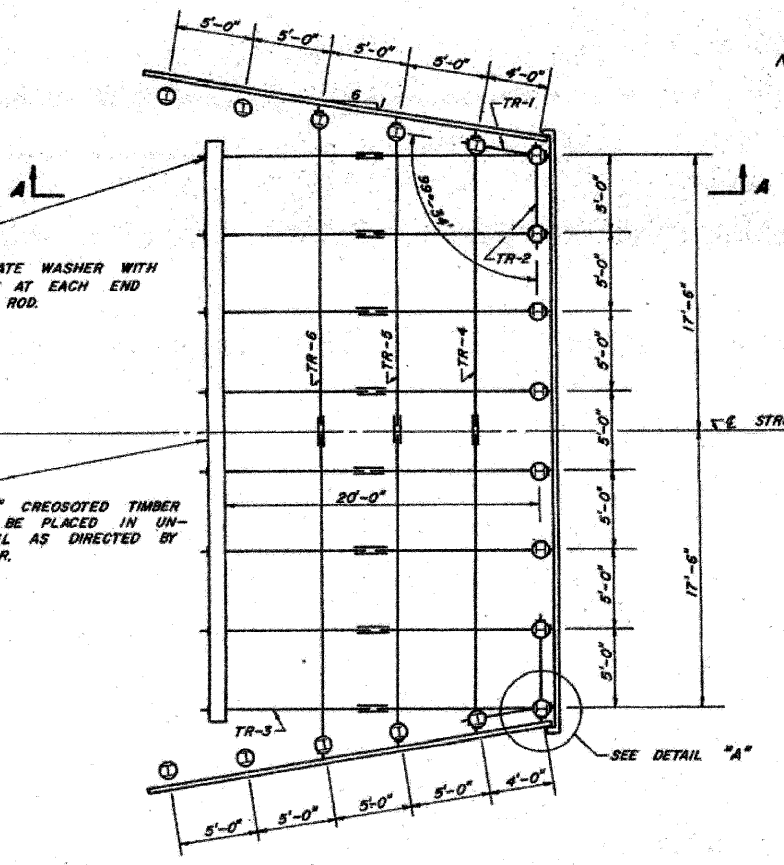 5'-0"
5'-0"
5'-0"
5'-0"
4'-0"
6
1
TR-1
A
A
99°-54'
TR-2
5'-0"
5'-0"
5'-0"
5'-0"
5'-0"
5'-0"
5'-0"
17'-6"
17'-6"
ATE WASHER WITH
AT EACH END
ROD.
TR-6
TR-5
TR-4
℄ STR
20'-0"
" CREOSOTED TIMBER
BE PLACED IN UN-
EL AS DIRECTED BY
R.
TR-3
SEE DETAIL "A"
5'-0"
5'-0"
5'-0"
5'-0"
4'-0"